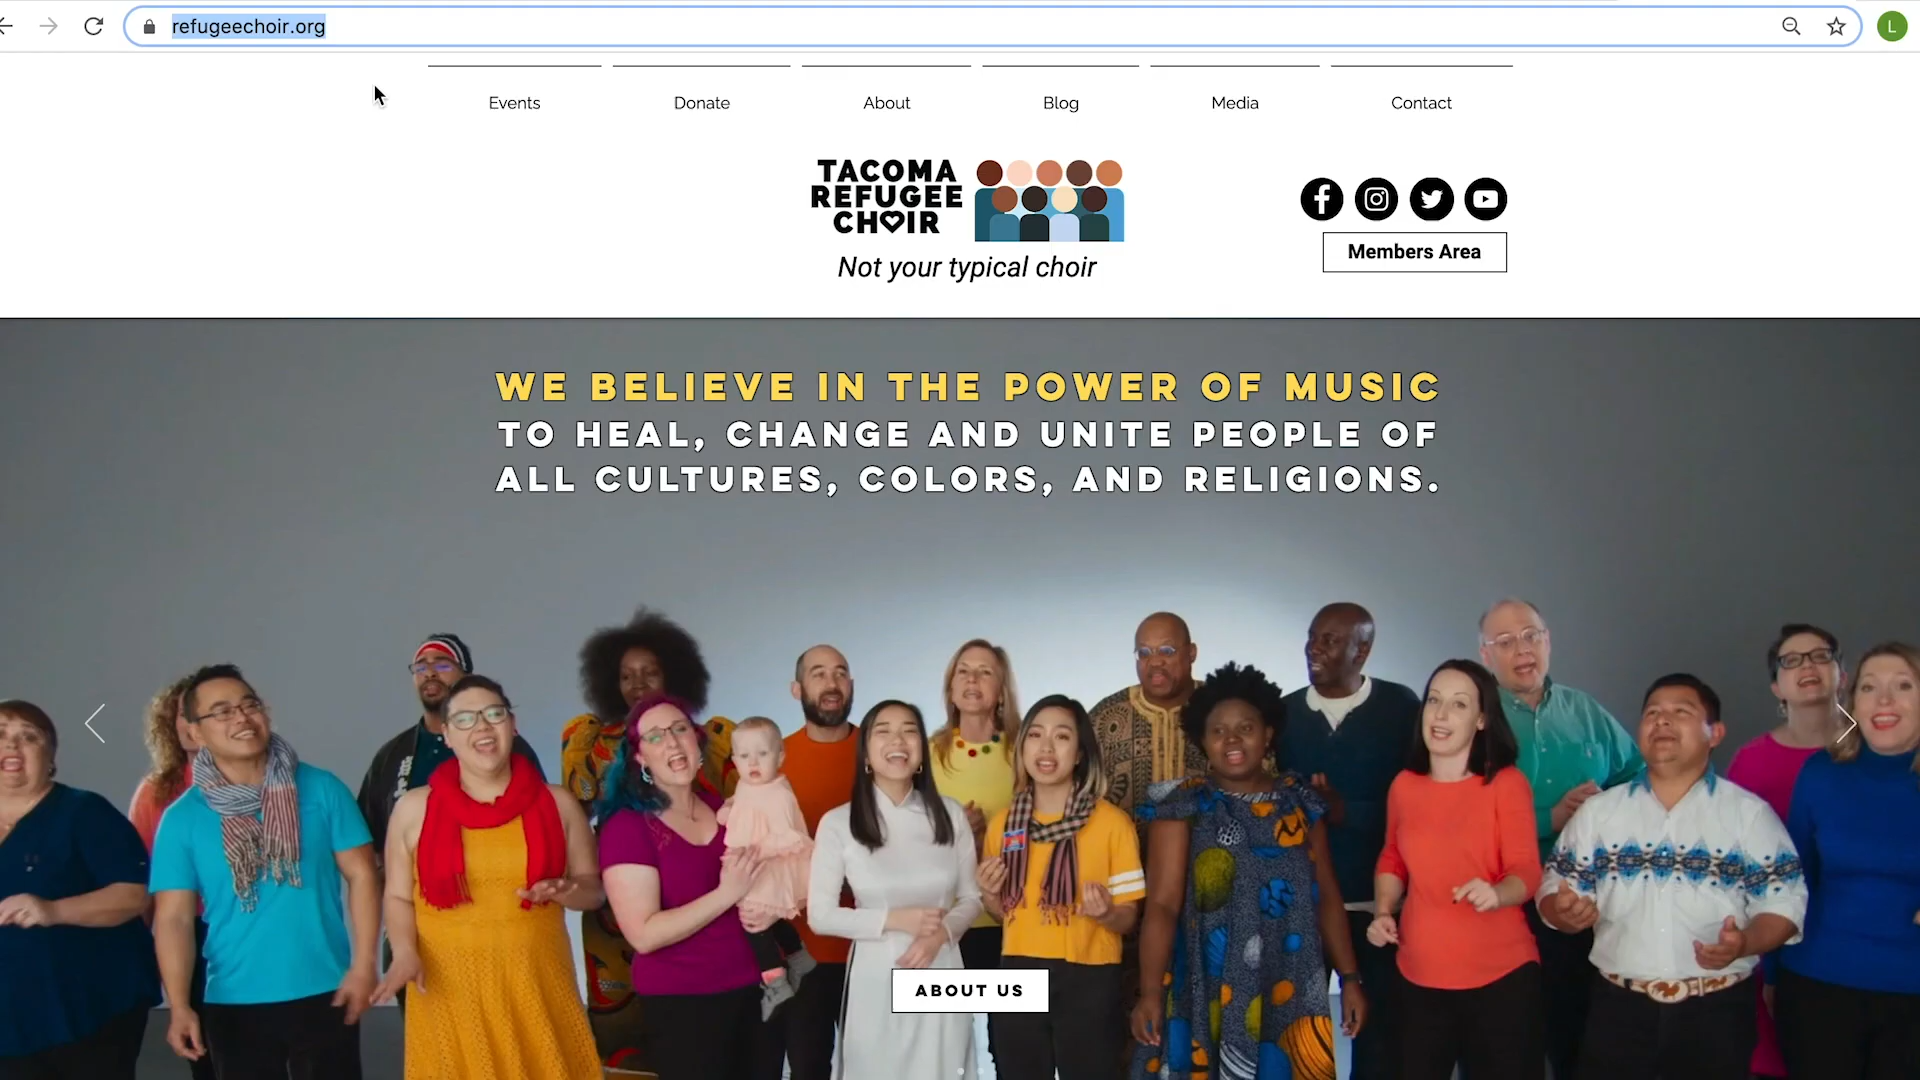 refugeechoir.org
L
Events
Donate
About
Blog
Media
Contact
TACOMA
REFUGEE
CHOIR
Not your typical choir
Members Area
WE BELIEVE IN THE POWER OF MUSIC
TO HEAL, CHANGE AND UNITE PEOPLE OF
ALL CULTURES, COLORS, AND RELIGIONS.
ABOUT US